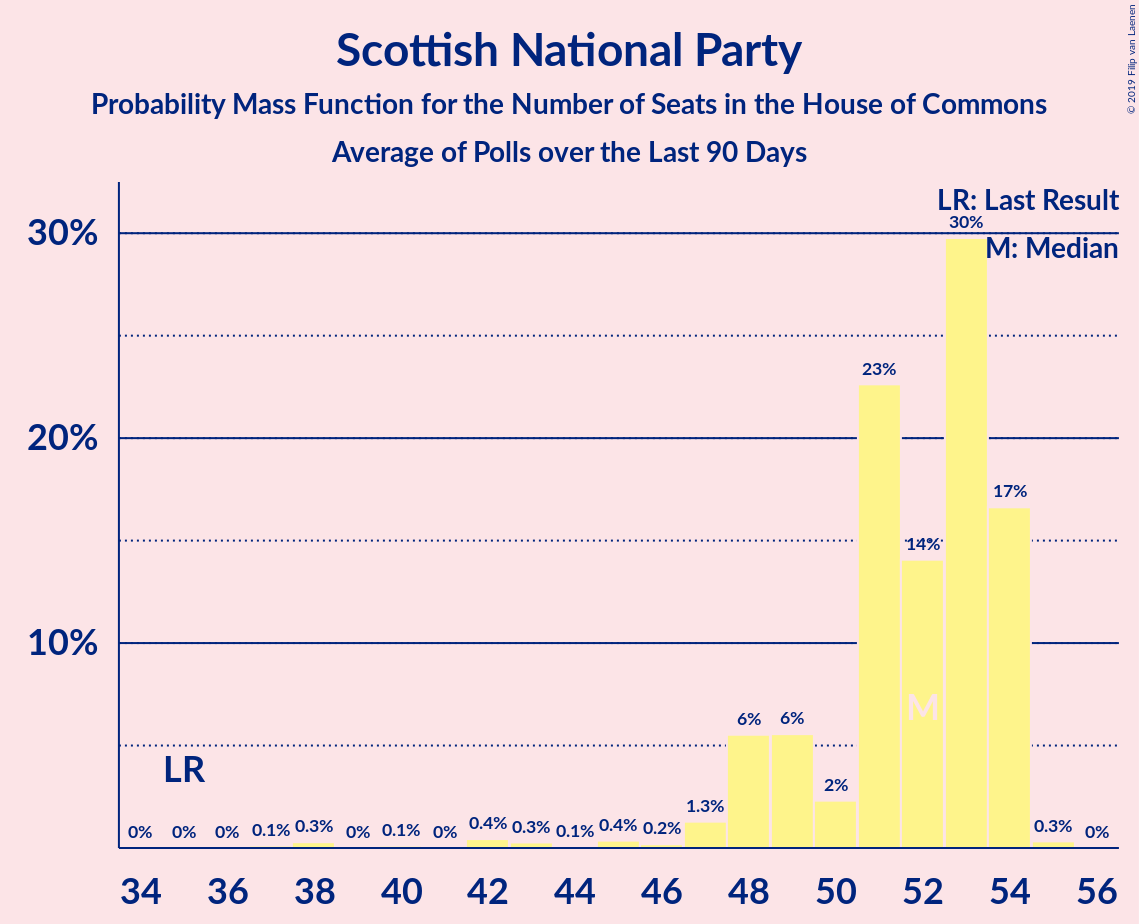 Scottish National Party
Probability Mass Function for the Number of Seats in the House of Commons
Average of Polls over the Last 90 Days
© 2019 Filip van Laenen
LR: Last Result
M: Median
30%
20%
10%
0% 0% 0% 0.1% 0.3% 0% 0.1% 0% 0.4% 0.3% 0.1% 0.4% 0.2% 1.3% 6% 6% 2% 23% 14% 30% 17% 0.3% 0%
LR
M
34 36 38 40 42 44 46 48 50 52 54 56